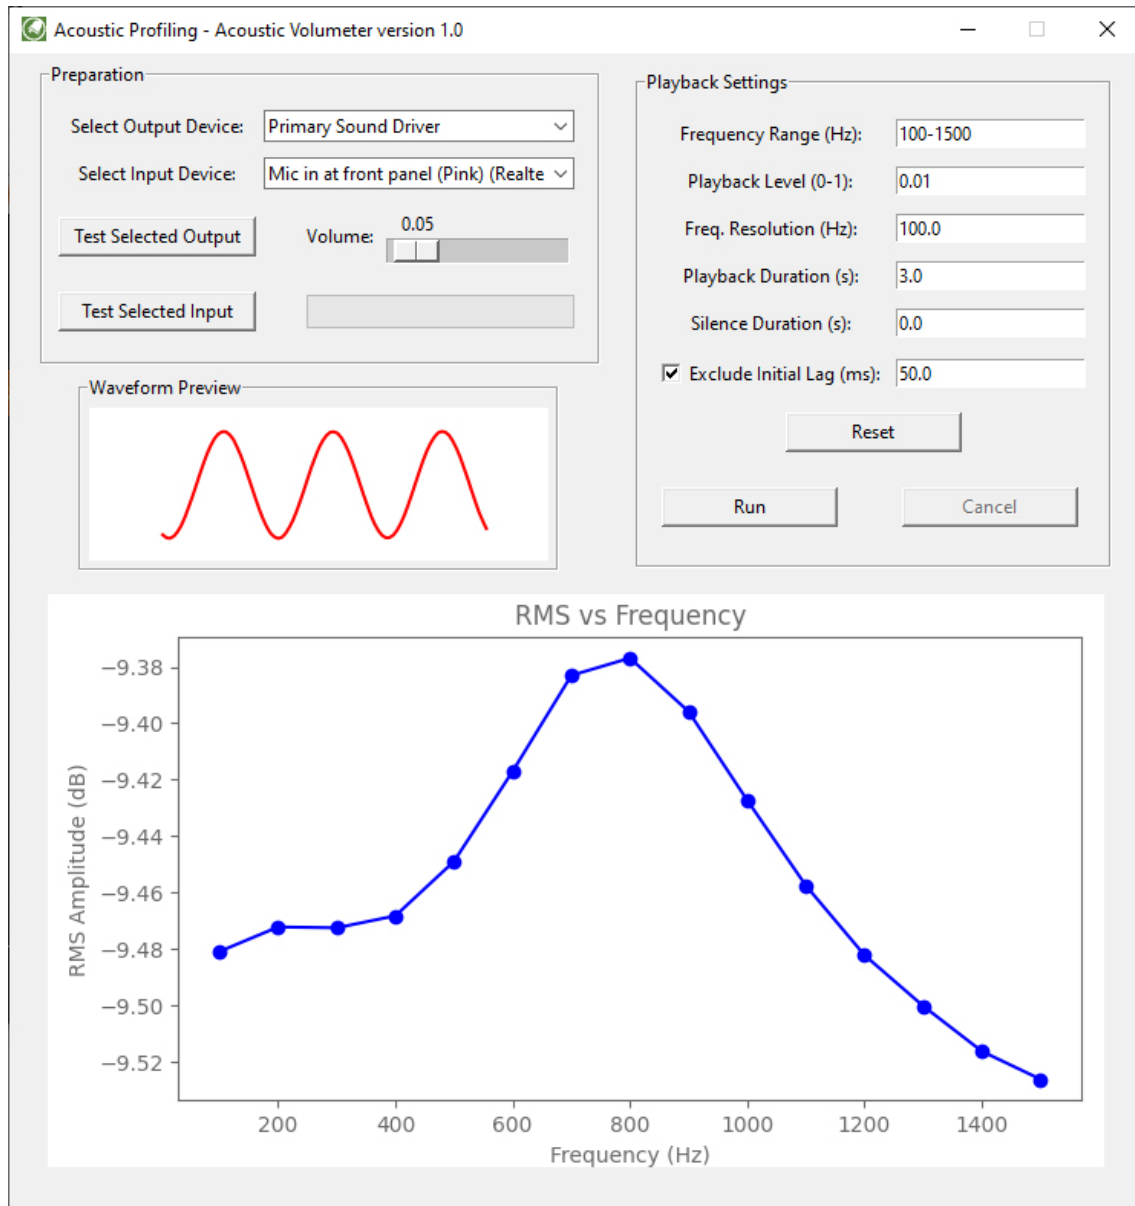 Acoustic Profiling - Acoustic Volumeter version 1.0
Preparation
Select Output Device: Primary Sound Driver
Select Input Device: Mic in at front panel (Pink) (Realte
Test Selected Output
Volume:
0.05
Test Selected Input
Waveform Preview
Playback Settings
Frequency Range (Hz): 100-1500
Playback Level (0-1): 0.01
Freq. Resolution (Hz): 100.0
Playback Duration (s): 3.0
Silence Duration (s): 0.0
Exclude Initial Lag (ms): 50.0
Reset
Run Cancel
RMS vs Frequency
RMS Amplitude (dB)
−9.38
−9.40
−9.42
−9.44
−9.46
−9.48
−9.50
−9.52
200 400 600 800 1000 1200 1400
Frequency (Hz)